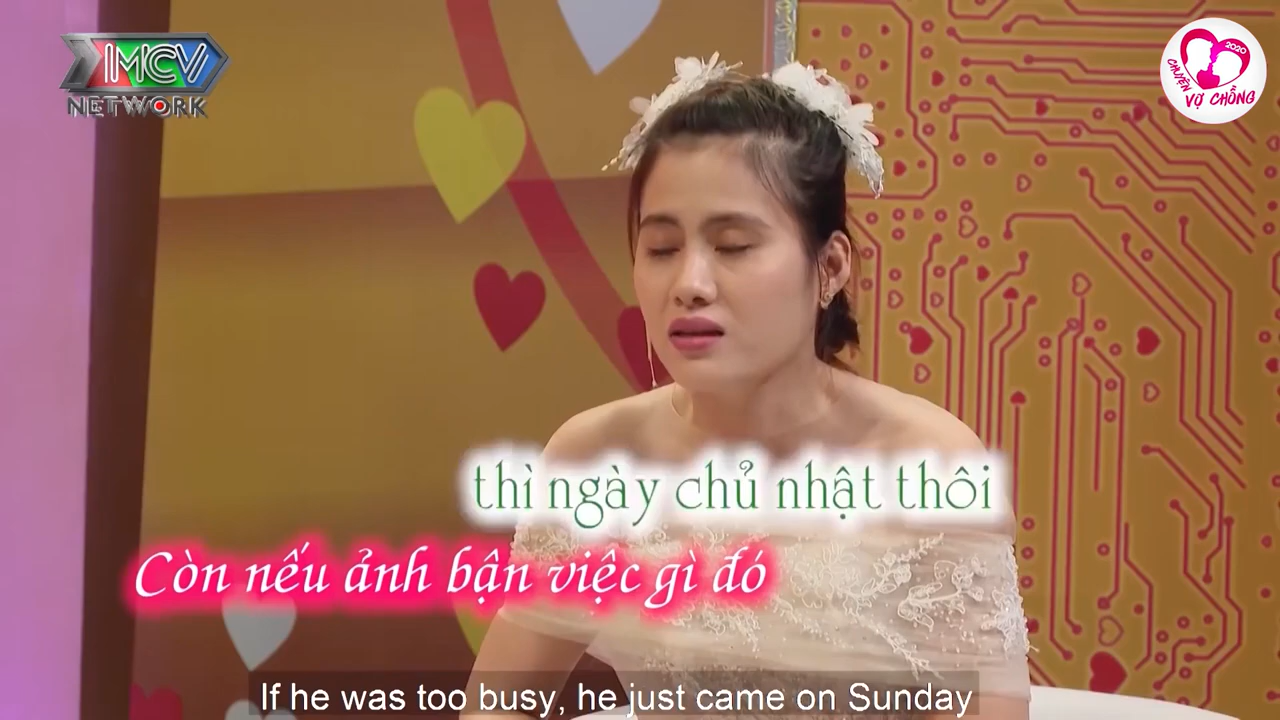 MCV
NETWORK
2020
CHUYỆN
VỢ CHỒNG
thì ngày chủ nhật thôi
Còn nếu ảnh bận việc gì đó
If he was too busy, he just came on Sunday